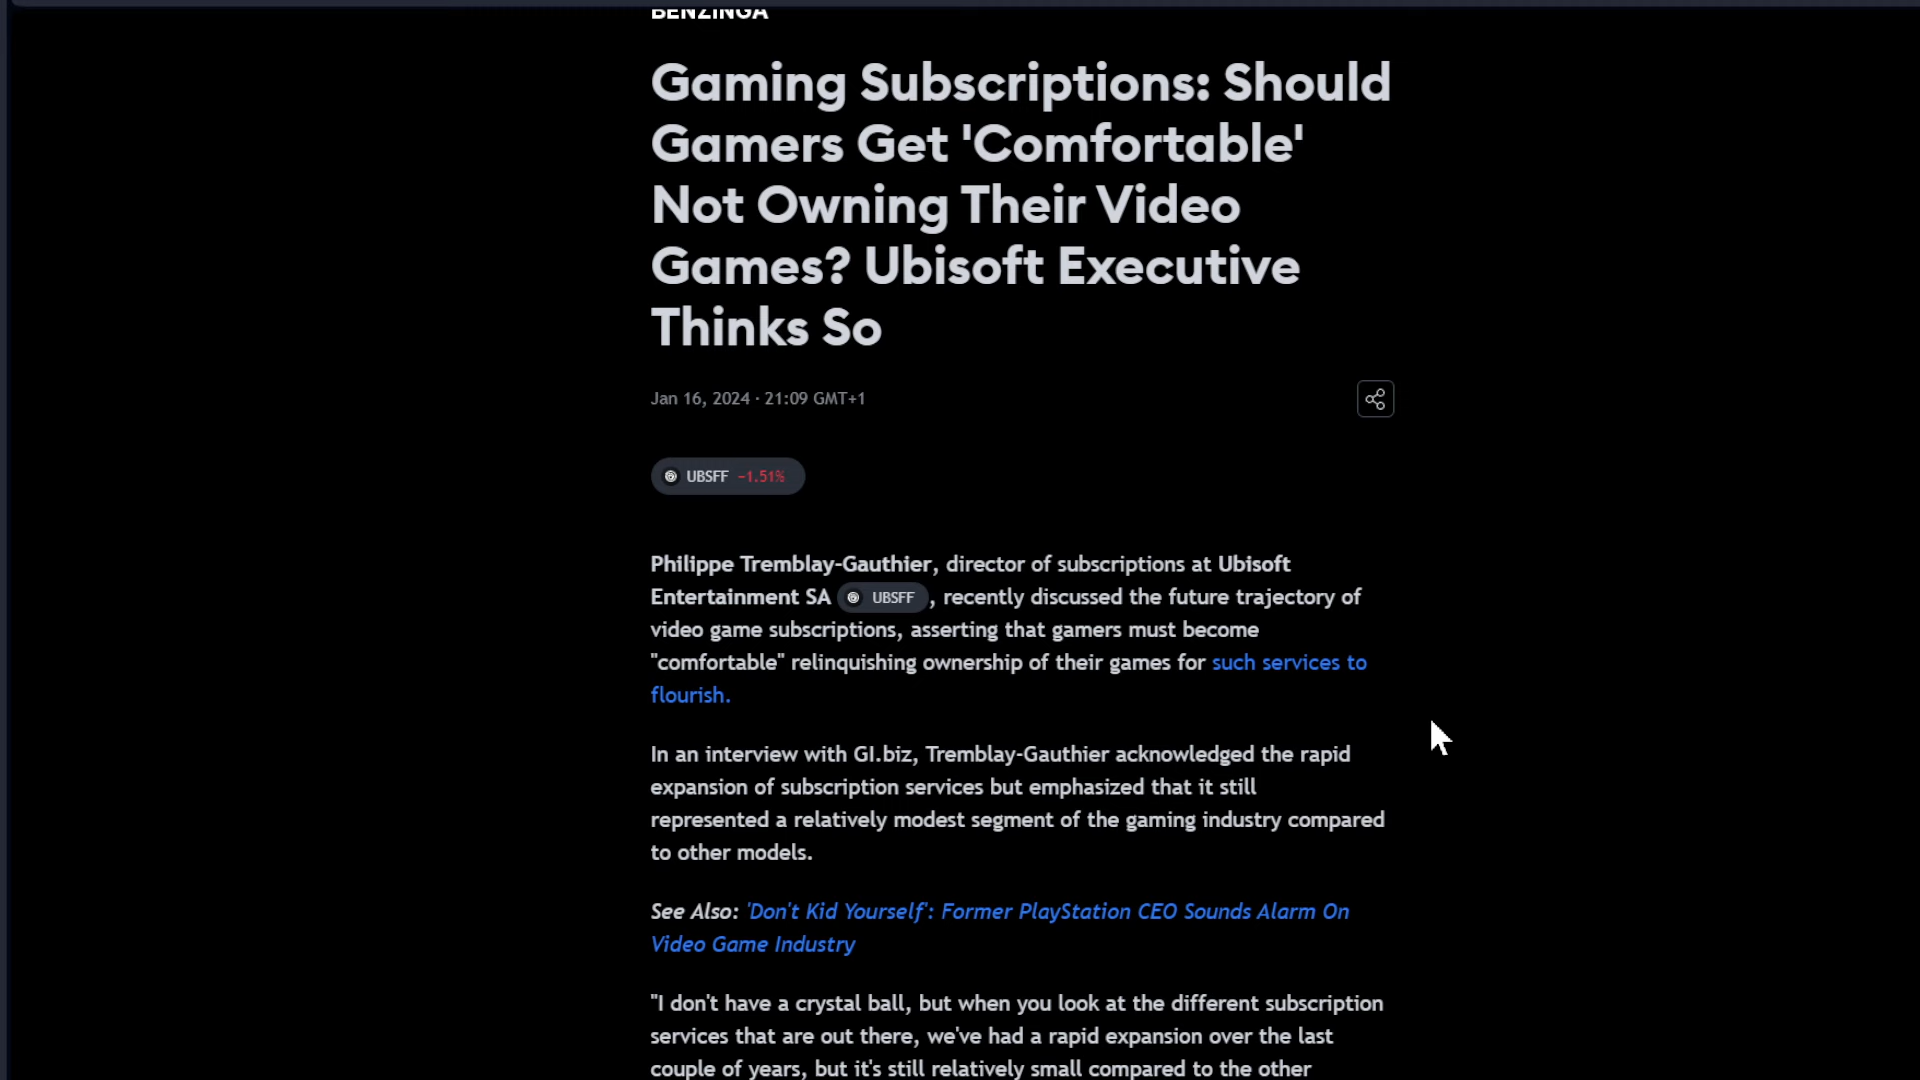 BENZINGA
Gaming Subscriptions: Should
Gamers Get 'Comfortable'
Not Owning Their Video
Games? Ubisoft Executive
Thinks So
Jan 16, 2024 · 21:09 GMT+1
UBSFF -1.51%
Philippe Tremblay-Gauthier, director of subscriptions at Ubisoft
Entertainment SA UBSFF, recently discussed the future trajectory of
video game subscriptions, asserting that gamers must become
"comfortable" relinquishing ownership of their games for such services to
flourish.
In an interview with GI.biz, Tremblay-Gauthier acknowledged the rapid
expansion of subscription services but emphasized that it still
represented a relatively modest segment of the gaming industry compared
to other models.
See Also: 'Don't Kid Yourself': Former PlayStation CEO Sounds Alarm On
Video Game Industry
"I don't have a crystal ball, but when you look at the different subscription
services that are out there, we've had a rapid expansion over the last
couple of years, but it's still relatively small compared to the other